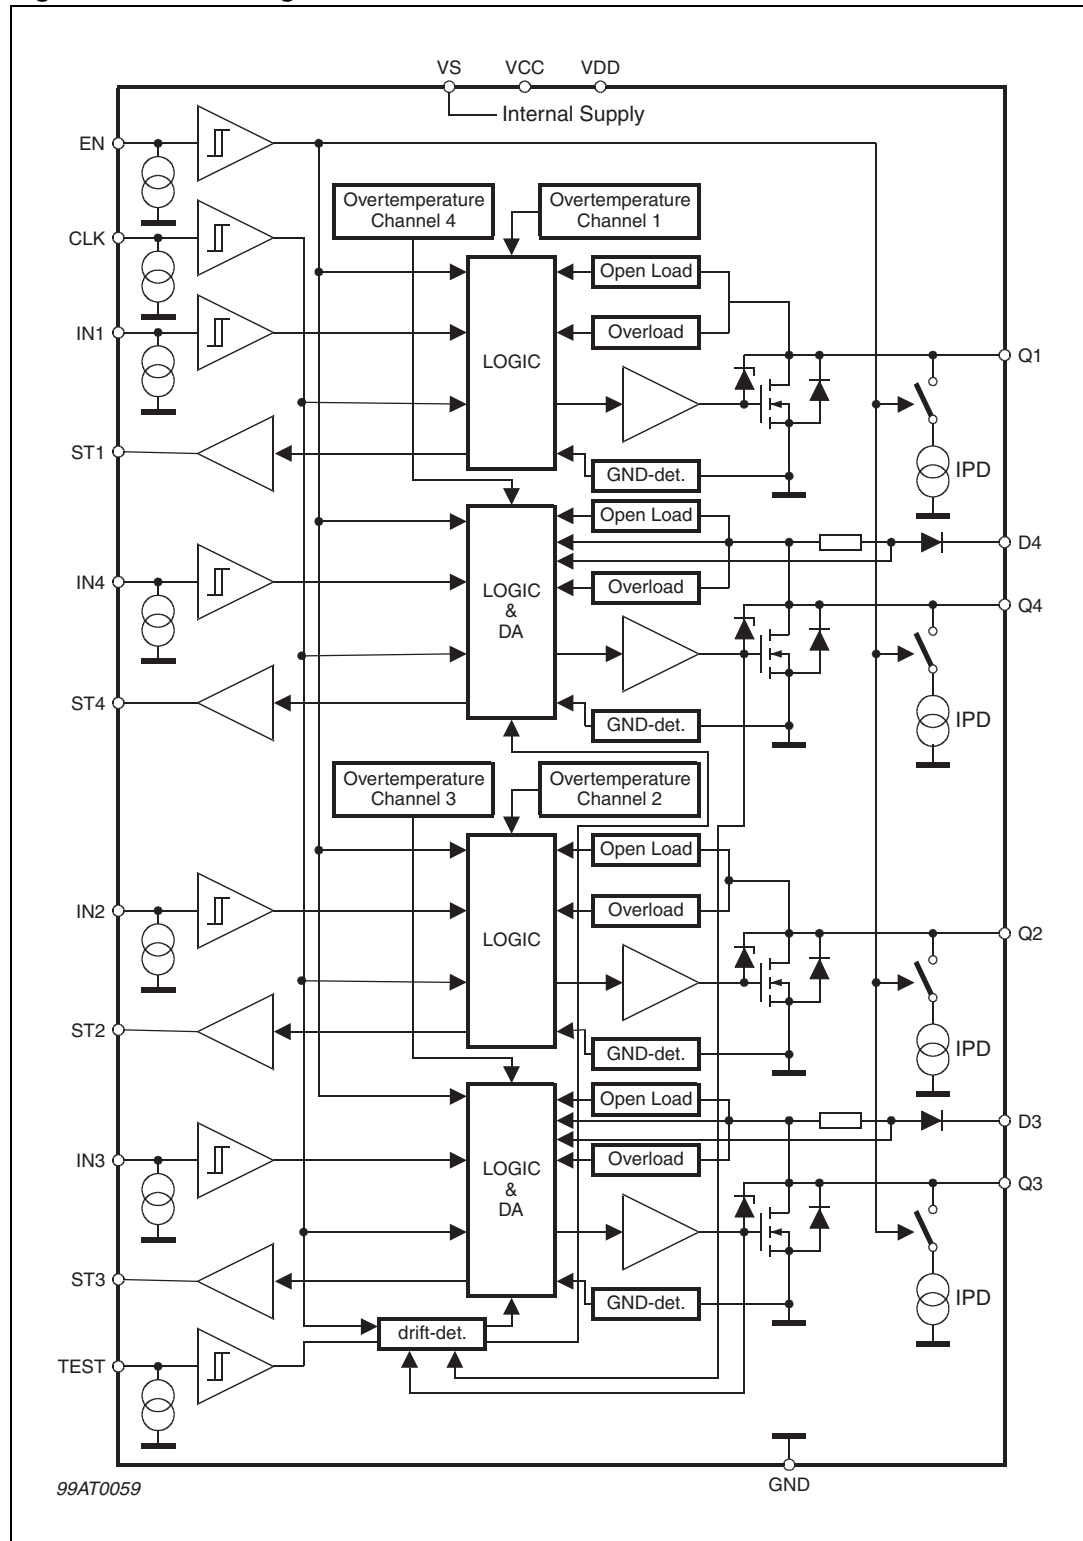 VS VCC VDD
Internal Supply
EN
Overtemperature
Channel 4
Overtemperature
Channel 1
CLK
Open Load
IN1
Overload
LOGIC
Q1
ST1
GND-det.
IPD
Open Load
D4
IN4
LOGIC
&
DA
Overload
Q4
ST4
GND-det.
IPD
Overtemperature
Channel 3
Overtemperature
Channel 2
Open Load
IN2
Overload
LOGIC
Q2
ST2
GND-det.
IPD
Open Load
D3
IN3
LOGIC
&
DA
Overload
Q3
ST3
GND-det.
IPD
drift-det.
TEST
GND
99AT0059